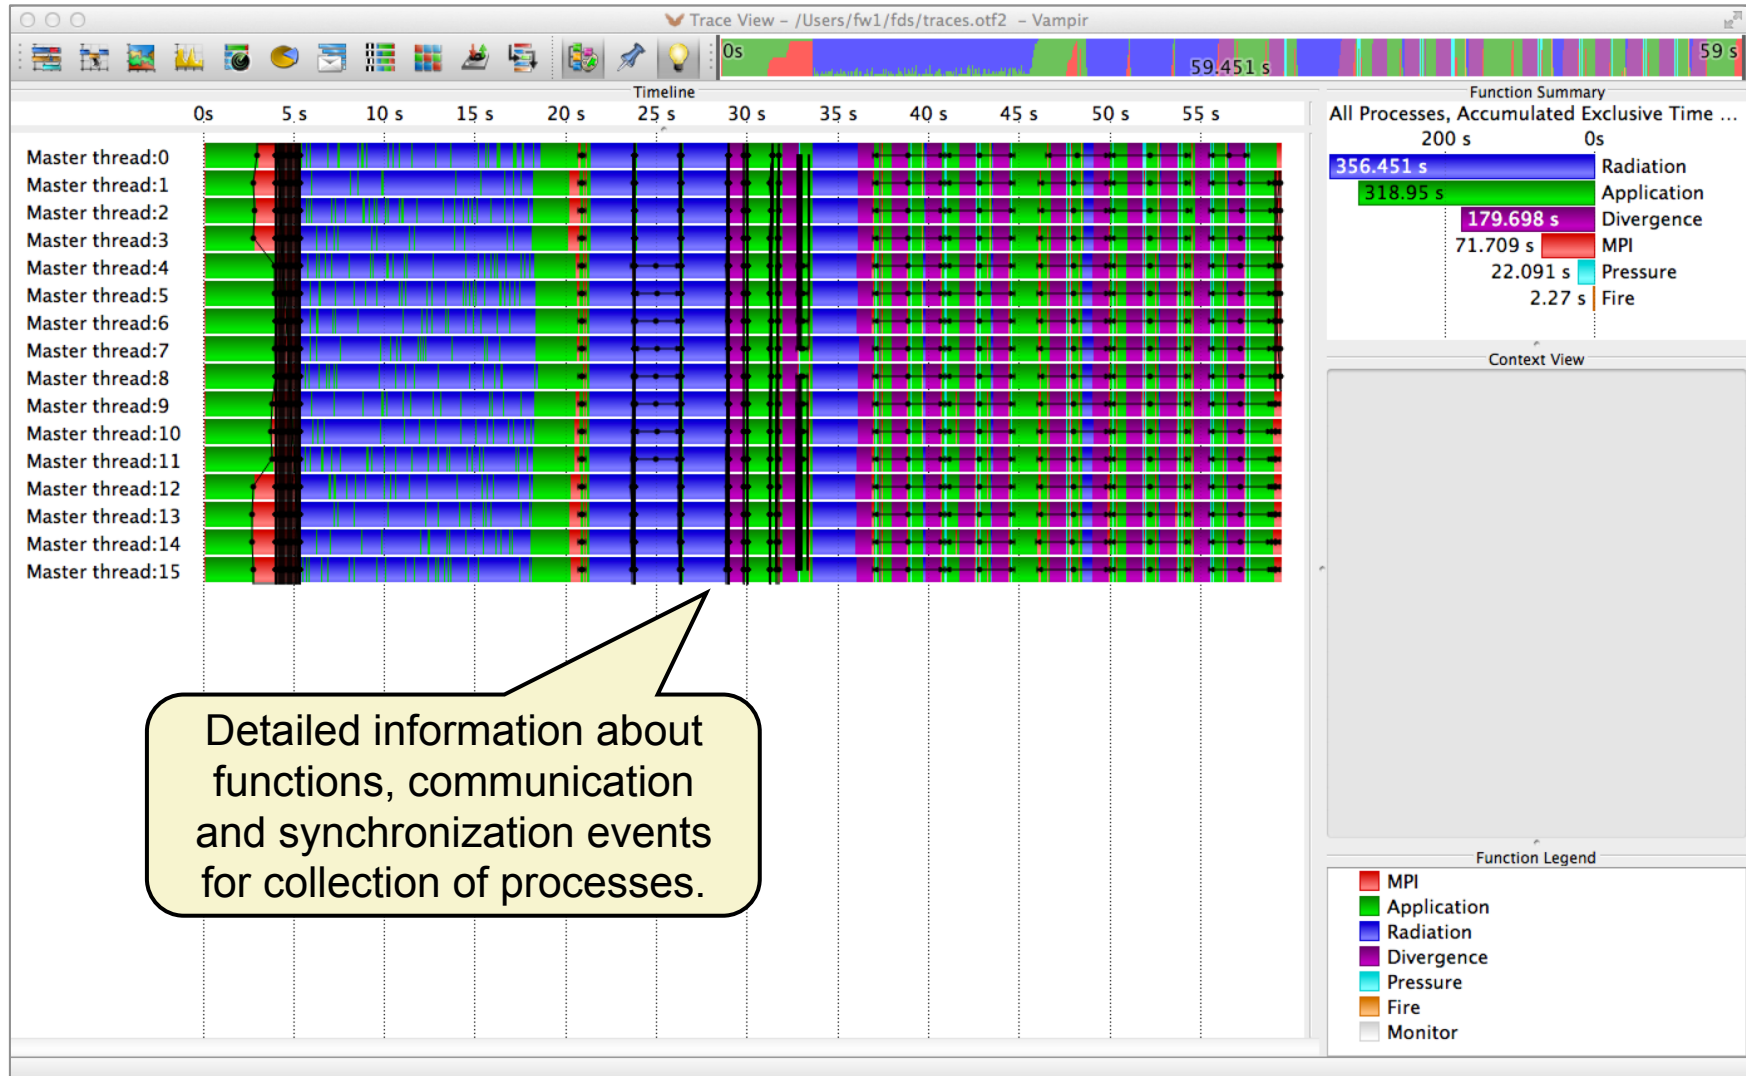 Trace View – /Users/fw1/fds/traces.otf2 – Vampir
0s
59.451 s
59 s
Timeline
0s 5 s 10 s 15 s 20 s 25 s 30 s 35 s 40 s 45 s 50 s 55 s
Master thread:0
Master thread:1
Master thread:2
Master thread:3
Master thread:4
Master thread:5
Master thread:6
Master thread:7
Master thread:8
Master thread:9
Master thread:10
Master thread:11
Master thread:12
Master thread:13
Master thread:14
Master thread:15
Detailed information about
functions, communication
and synchronization events
for collection of processes.
Function Summary
All Processes, Accumulated Exclusive Time ...
200 s 0s
356.451 s Radiation
318.95 s Application
179.698 s Divergence
71.709 s MPI
22.091 s Pressure
2.27 s Fire
Context View
Function Legend
MPI
Application
Radiation
Divergence
Pressure
Fire
Monitor